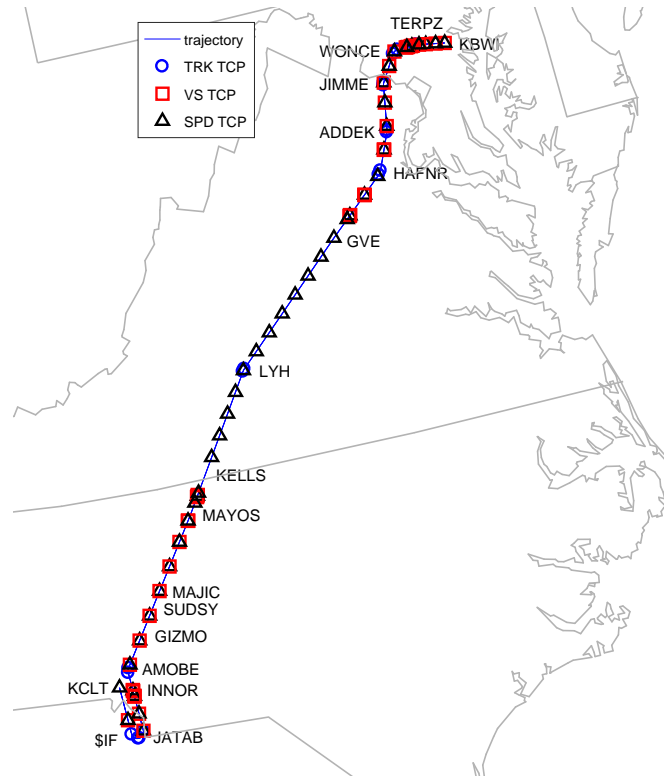 TERPZ
trajectory
KBWI
WONCE
TRK TCP
JIMME
VS TCP
SPD TCP
ADDEK
HAFNR
GVE
LYH
KELLS
MAYOS
MAJIC
SUDSY
GIZMO
AMOBE
KCLT
INNOR
$IF
JATAB